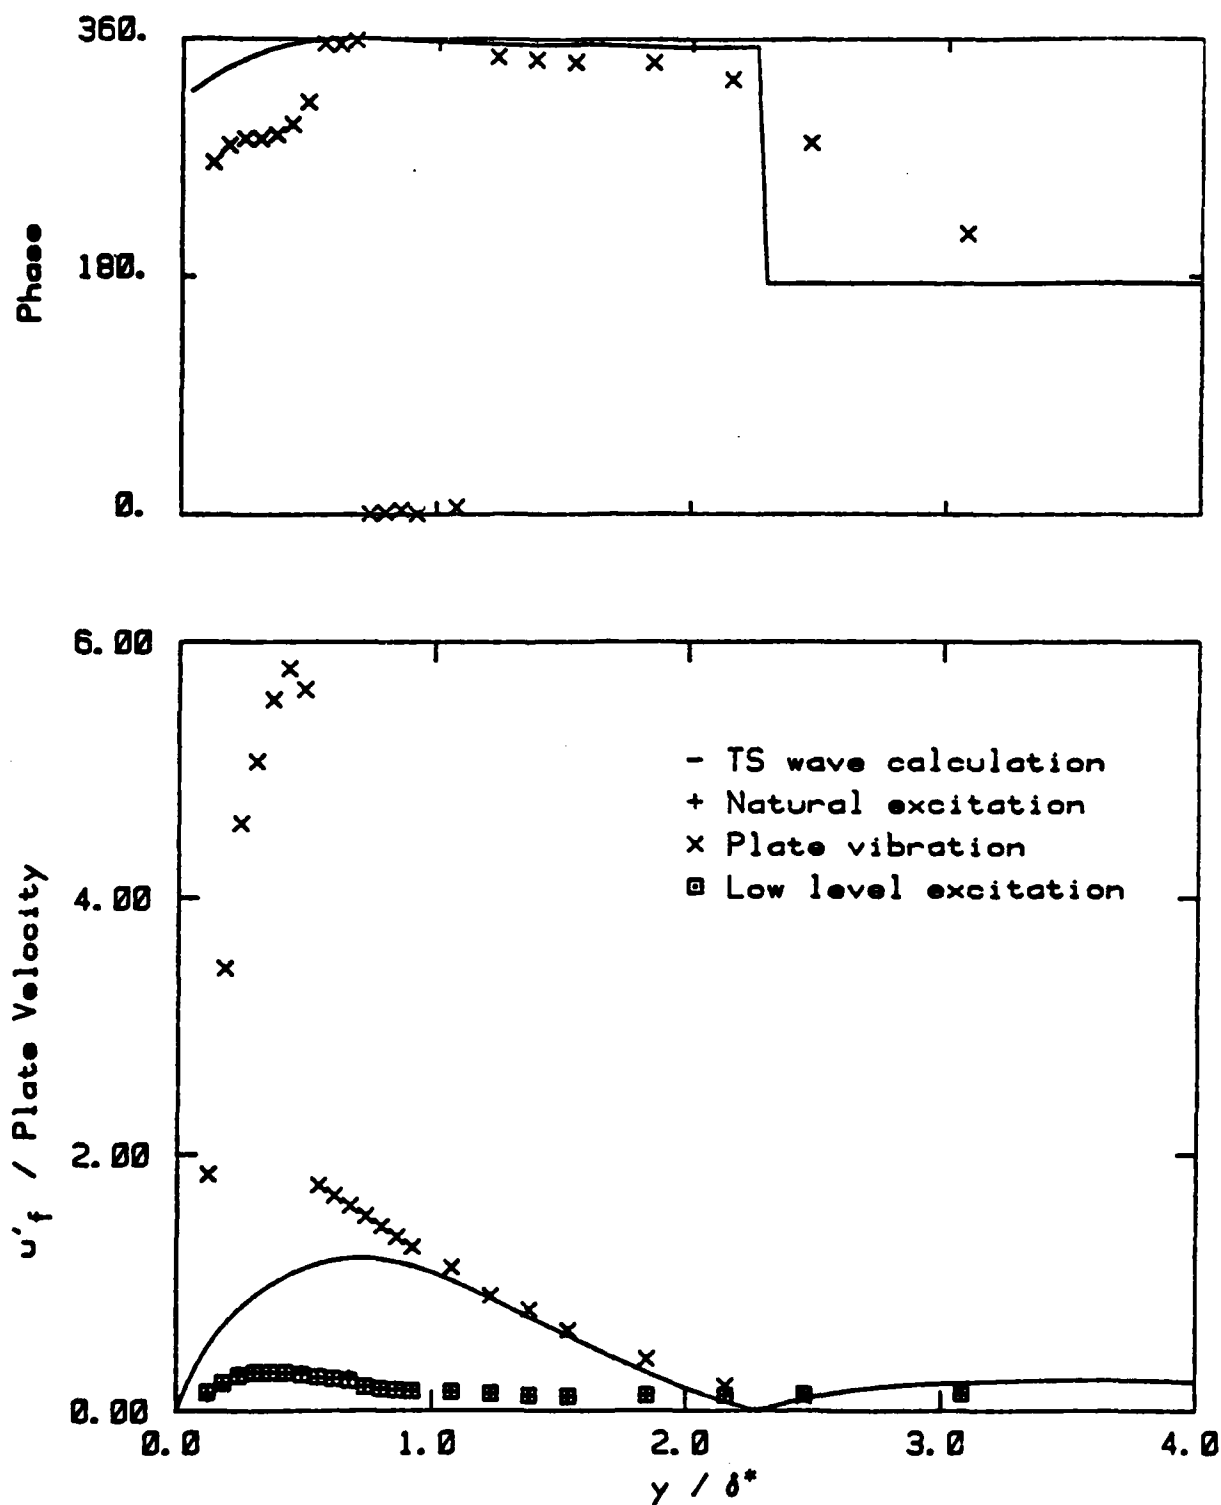 360.
180.
0.
Phase
6.00
4.00
2.00
0.00
u'f / Plate Velocity
- TS wave calculation
+ Natural excitation
× Plate vibration
⊡ Low level excitation
0.0 1.0 2.0 3.0 4.0
y / δ*